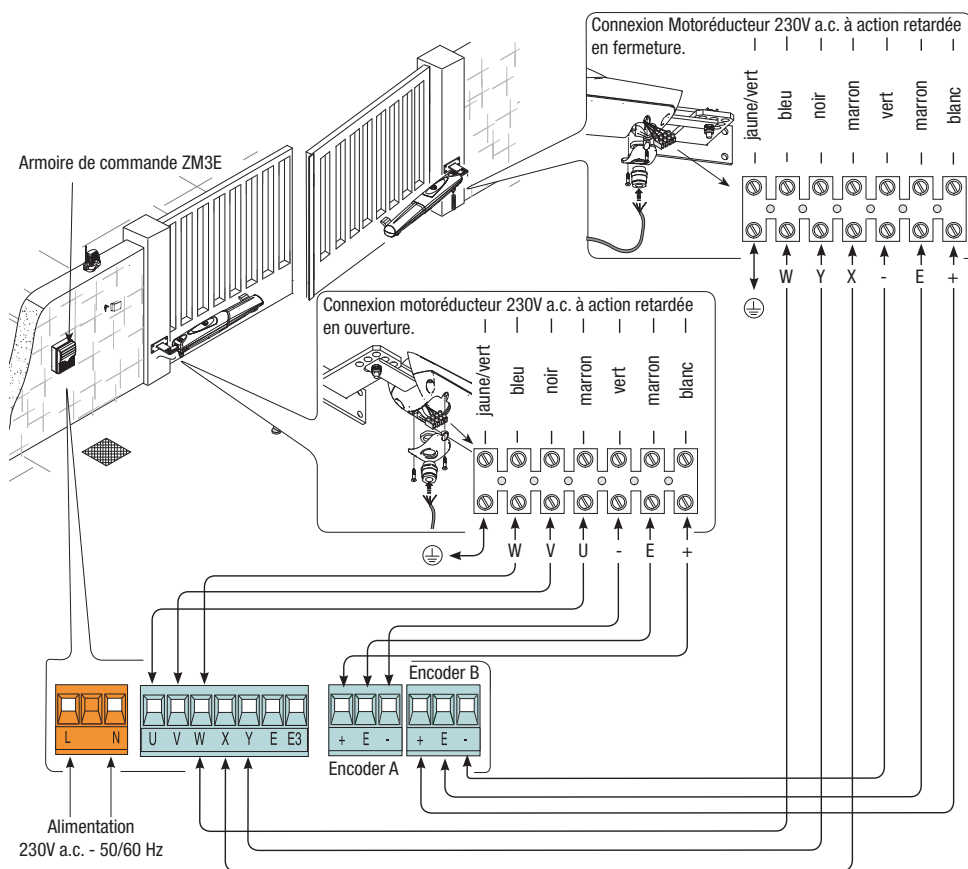 Connexion Motoréducteur 230V a.c. à action retardée
en fermeture.
jaune/vert
bleu
noir
marron
vert
marron
blanc
W Y X - E +
Armoire de commande ZM3E
Connexion motoréducteur 230V a.c. à action retardée
en ouverture.
jaune/vert
bleu
noir
marron
vert
marron
blanc
W V U - E +
Encoder B
L N
U V W X Y E E3
+ E -
+ E -
Encoder A
Alimentation
230V a.c. - 50/60 Hz